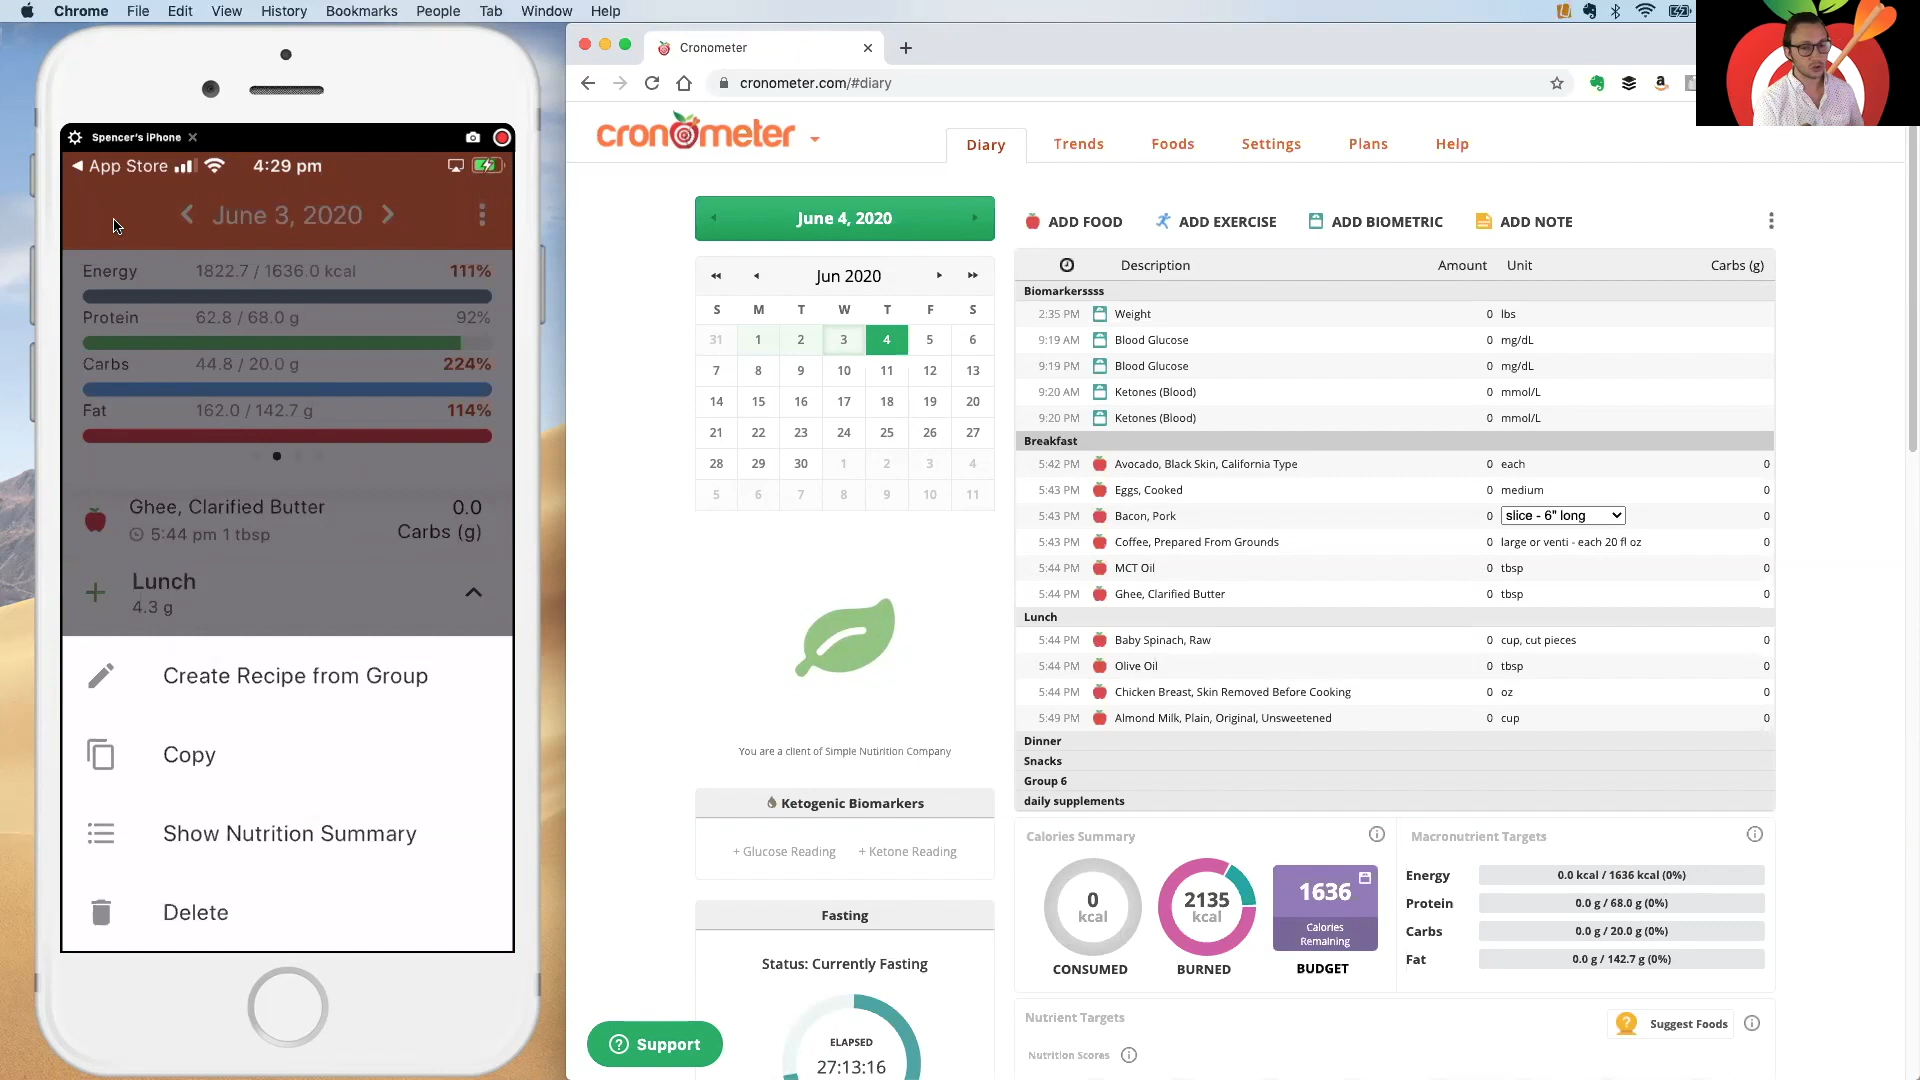 Chrome File Edit View History Bookmarks People Tab Window Help
Spencer's iPhone
App Store 4:29 pm
June 3, 2020
Energy 1822.7 / 1636.0 kcal 111%
Protein 62.8 / 68.0 g 92%
Carbs 44.8 / 20.0 g 224%
Fat 162.0 / 142.7 g 114%
Ghee, Clarified Butter 0.0
5:44 pm 1 tbsp Carbs (g)
Lunch
4.3 g
Create Recipe from Group
Copy
Show Nutrition Summary
Delete
Cronometer
cronometer.com/#diary
cronometer
Diary Trends Foods Settings Plans Help
June 4, 2020
Jun 2020
S M T W T F S
31 1 2 3 4 5 6
7 8 9 10 11 12 13
14 15 16 17 18 19 20
21 22 23 24 25 26 27
28 29 30 1 2 3 4
5 6 7 8 9 10 11
You are a client of Simple Nutrition Company
Ketogenic Biomarkers
+ Glucose Reading + Ketone Reading
Fasting
Status: Currently Fasting
ELAPSED
27:13:16
Support
ADD FOOD ADD EXERCISE ADD BIOMETRIC ADD NOTE
Description Amount Unit Carbs (g)
Biomarkerssss
2:35 PM Weight 0 lbs
9:19 AM Blood Glucose 0 mg/dL
9:19 PM Blood Glucose 0 mg/dL
9:20 AM Ketones (Blood) 0 mmol/L
9:20 PM Ketones (Blood) 0 mmol/L
Breakfast
5:42 PM Avocado, Black Skin, California Type 0 each 0
5:43 PM Eggs, Cooked 0 medium 0
5:43 PM Bacon, Pork 0 slice - 6" long 0
5:43 PM Coffee, Prepared From Grounds 0 large or venti - each 20 fl oz 0
5:44 PM MCT Oil 0 tbsp 0
5:44 PM Ghee, Clarified Butter 0 tbsp 0
Lunch
5:44 PM Baby Spinach, Raw 0 cup, cut pieces 0
5:44 PM Olive Oil 0 tbsp 0
5:44 PM Chicken Breast, Skin Removed Before Cooking 0 oz 0
5:49 PM Almond Milk, Plain, Original, Unsweetened 0 cup 0
Dinner
Snacks
Group 6
daily supplements
Calories Summary
0 kcal 2135 kcal 1636
Calories
Remaining
CONSUMED BURNED BUDGET
Macronutrient Targets
Energy 0.0 kcal / 1636 kcal (0%)
Protein 0.0 g / 68.0 g (0%)
Carbs 0.0 g / 20.0 g (0%)
Fat 0.0 g / 142.7 g (0%)
Nutrient Targets
Suggest Foods
Nutrition Scores